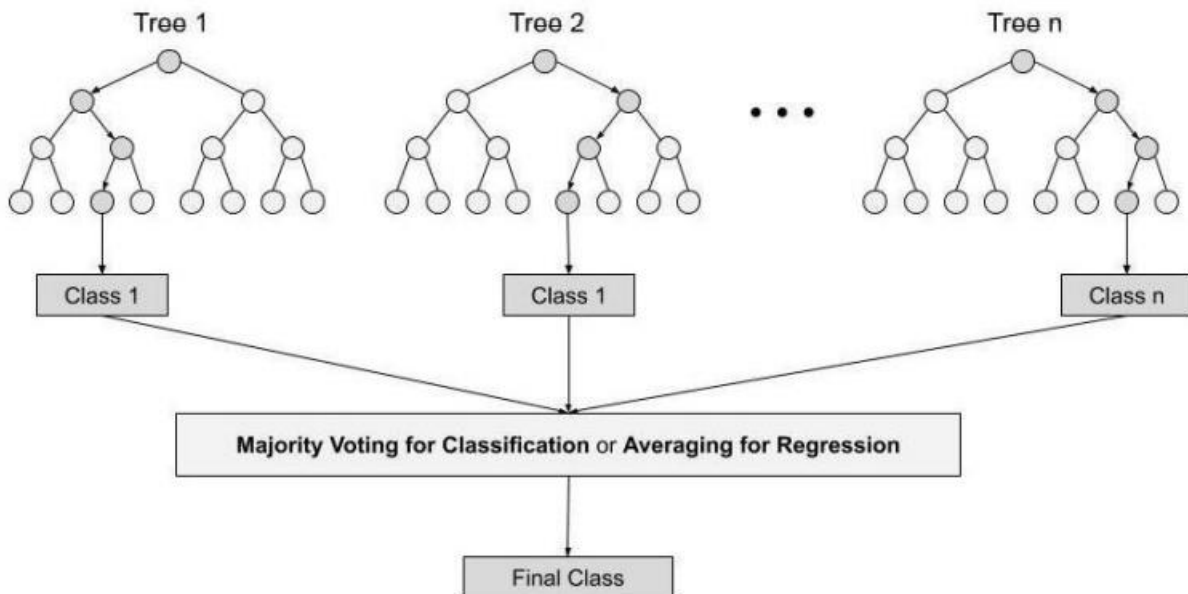 Tree 1
Tree 2
Tree n
Class 1
Class 1
Class n
Majority Voting for Classification or Averaging for Regression
Final Class